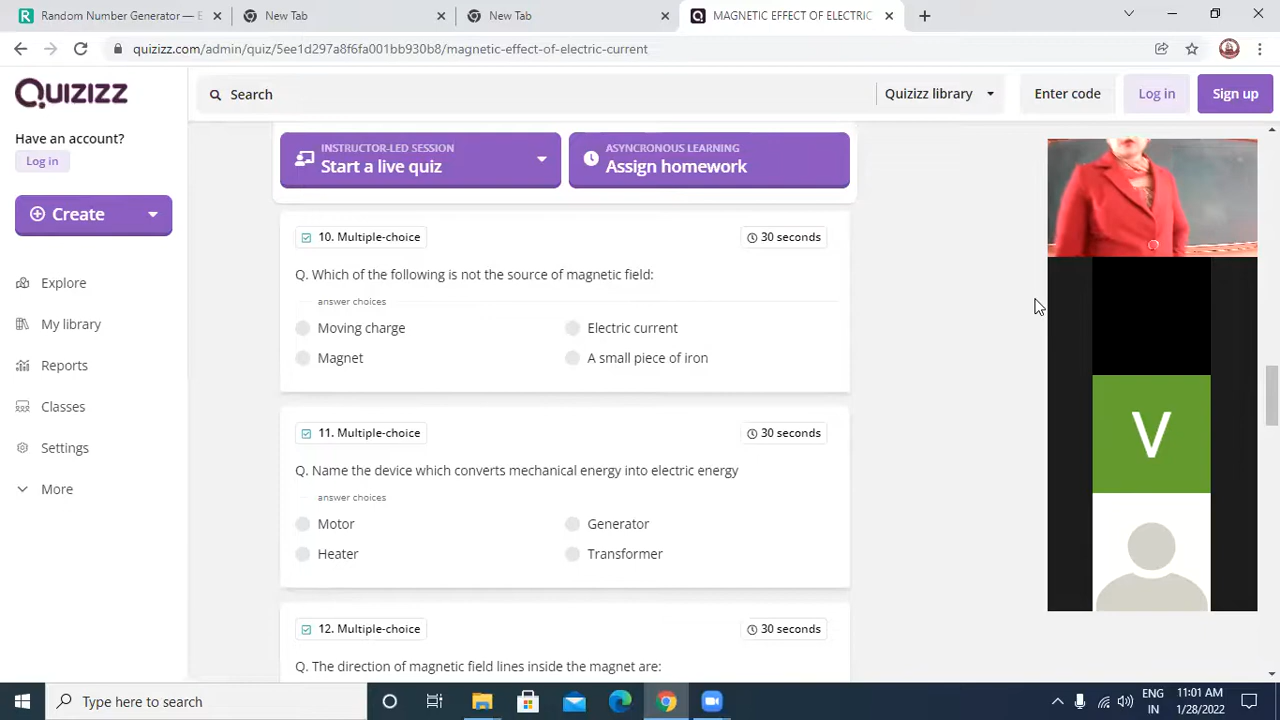 Random Number Generator — E
New Tab
New Tab
MAGNETIC EFFECT OF ELECTRIC
quizizz.com/admin/quiz/5ee1d297a8f6fa001bb930b8/magnetic-effect-of-electric-current
Quizizz
Search
Quizizz library
Enter code
Log in
Sign up
Have an account?
Log in
Create
Explore
My library
Reports
Classes
Settings
More
INSTRUCTOR-LED SESSION
Start a live quiz
ASYNCRONOUS LEARNING
Assign homework
10. Multiple-choice
30 seconds
Q. Which of the following is not the source of magnetic field:
answer choices
Moving charge
Electric current
Magnet
A small piece of iron
11. Multiple-choice
30 seconds
Q. Name the device which converts mechanical energy into electric energy
answer choices
Motor
Generator
Heater
Transformer
12. Multiple-choice
30 seconds
Q. The direction of magnetic field lines inside the magnet are:
V
Type here to search
ENG
IN
11:01 AM
1/28/2022